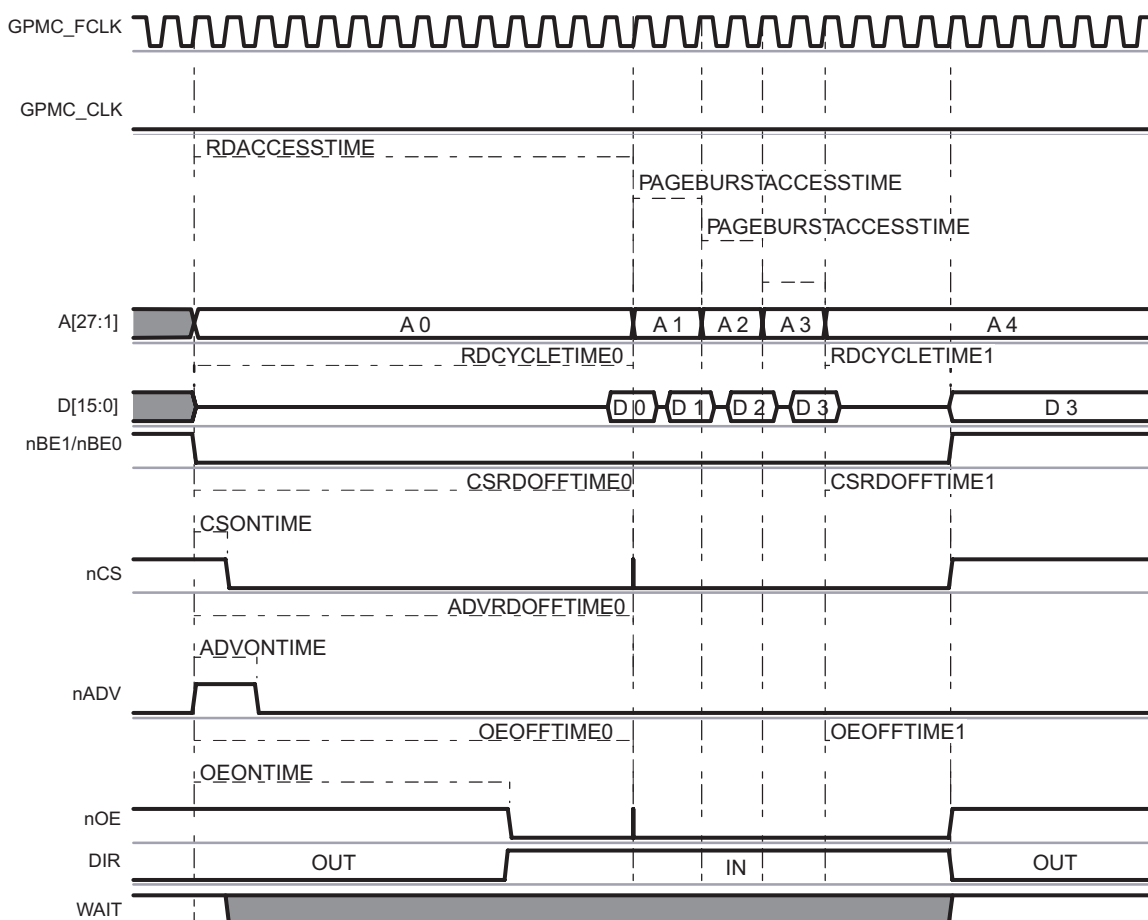 GPMC_FCLK
GPMC_CLK
RDACCESSTIME
PAGEBURSTACCESSTIME
PAGEBURSTACCESSTIME
A[27:1]
A 0
A 1
A 2
A 3
A 4
RDCYCLETIME0
RDCYCLETIME1
D[15:0]
D 0
D 1
D 2
D 3
D 3
nBE1/nBE0
CSRDOFFTIME0
CSRDOFFTIME1
CSONTIME
nCS
ADVRDOFFTIME0
ADVONTIME
nADV
OEOFFTIME0
OEOFFTIME1
OEONTIME
nOE
DIR
OUT
IN
OUT
WAIT